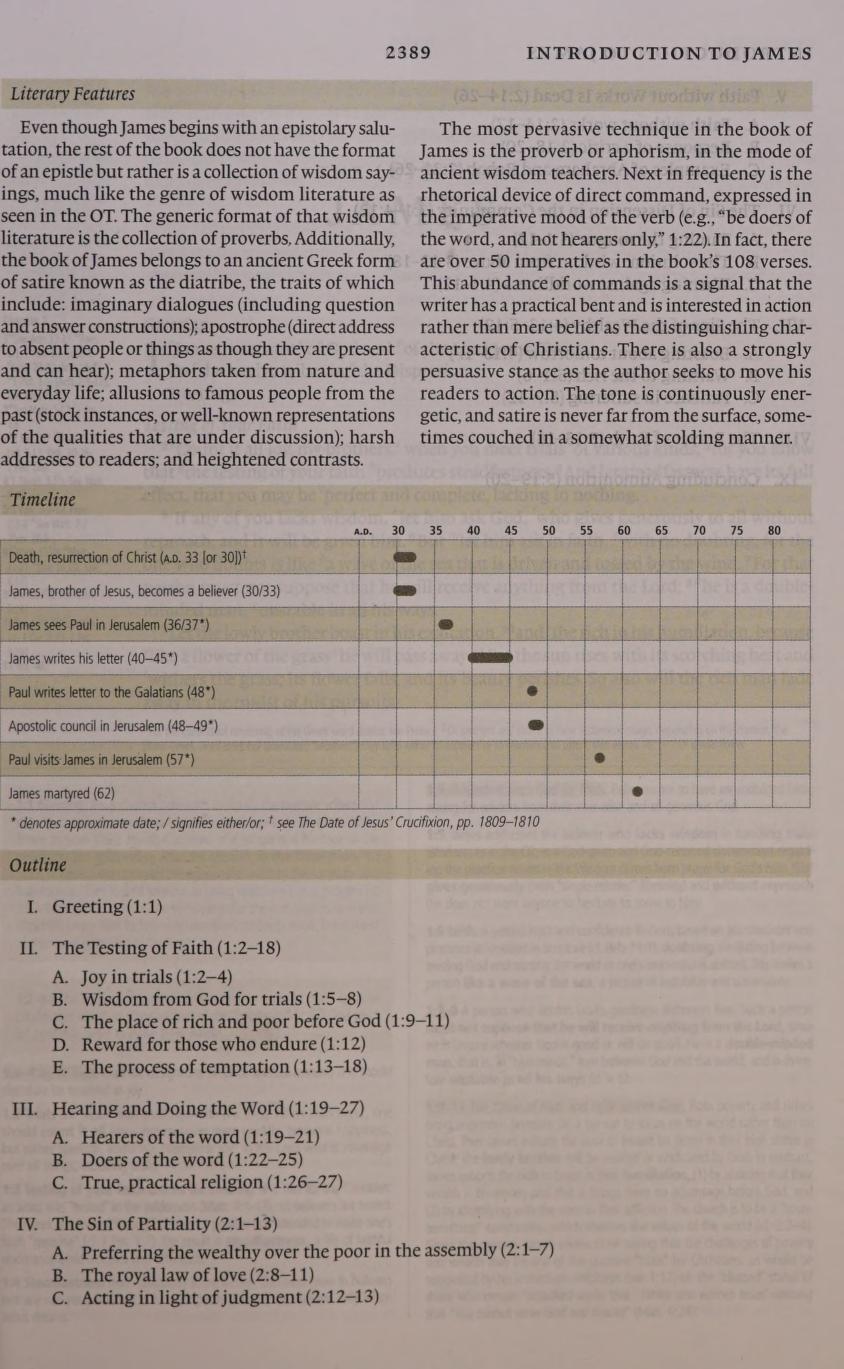 2389 INTRODUCTION TO JAMES
Literary Features
Even though James begins with an epistolary salu-
tation, the rest of the book does not have the format
of an epistle but rather is a collection of wisdom say-
ings, much like the genre of wisdom literature as
seen in the OT. The generic format of that wisdom
literature is the collection of proverbs. Additionally,
the book of James belongs to an ancient Greek form
of satire known as the diatribe, the traits of which
include: imaginary dialogues (including question
and answer constructions); apostrophe (direct address
to absent people or things as though they are present
and can hear); metaphors taken from nature and
everyday life; allusions to famous people from the
past (stock instances, or well-known representations
of the qualities that are under discussion); harsh
addresses to readers; and heightened contrasts.
The most pervasive technique in the book of
James is the proverb or aphorism, in the mode of
ancient wisdom teachers. Next in frequency is the
rhetorical device of direct command, expressed in
the imperative mood of the verb (e.g., “be doers of
the word, and not hearers only,” 1:22). In fact, there
are over 50 imperatives in the book’s 108 verses.
This abundance of commands is a signal that the
writer has a practical bent and is interested in action
rather than mere belief as the distinguishing char-
acteristic of Christians. There is also a strongly
persuasive stance as the author seeks to move his
readers to action. The tone is continuously ener-
getic, and satire is never far from the surface, some-
times couched in a somewhat scolding manner.
Timeline
A.D. 30 35 40 45 50 55 60 65 70 75 80
Death, resurrection of Christ (A.D. 33 [or 30])†
James, brother of Jesus, becomes a believer (30/33)
James sees Paul in Jerusalem (36/37*)
James writes his letter (40–45*)
Paul writes letter to the Galatians (48*)
Apostolic council in Jerusalem (48–49*)
Paul visits James in Jerusalem (57*)
James martyred (62)
* denotes approximate date; / signifies either/or; † see The Date of Jesus’ Crucifixion, pp. 1809–1810
Outline
I. Greeting (1:1)
II. The Testing of Faith (1:2–18)
A. Joy in trials (1:2–4)
B. Wisdom from God for trials (1:5–8)
C. The place of rich and poor before God (1:9–11)
D. Reward for those who endure (1:12)
E. The process of temptation (1:13–18)
III. Hearing and Doing the Word (1:19–27)
A. Hearers of the word (1:19–21)
B. Doers of the word (1:22–25)
C. True, practical religion (1:26–27)
IV. The Sin of Partiality (2:1–13)
A. Preferring the wealthy over the poor in the assembly (2:1–7)
B. The royal law of love (2:8–11)
C. Acting in light of judgment (2:12–13)